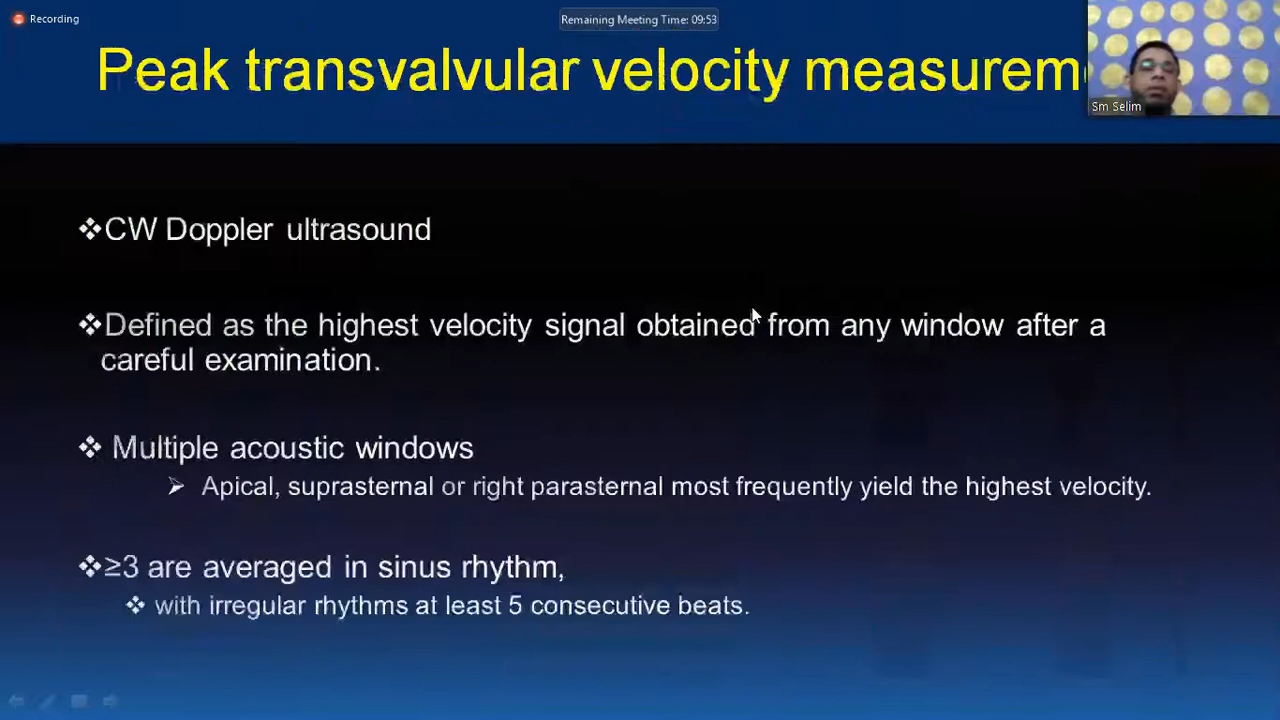 Recording
Remaining Meeting Time: 09:53
Peak transvalvular velocity measurem
Sm Selim
❖CW Doppler ultrasound
❖Defined as the highest velocity signal obtained from any window after a
careful examination.
❖ Multiple acoustic windows
➢ Apical, suprasternal or right parasternal most frequently yield the highest velocity.
❖≥3 are averaged in sinus rhythm,
❖ with irregular rhythms at least 5 consecutive beats.